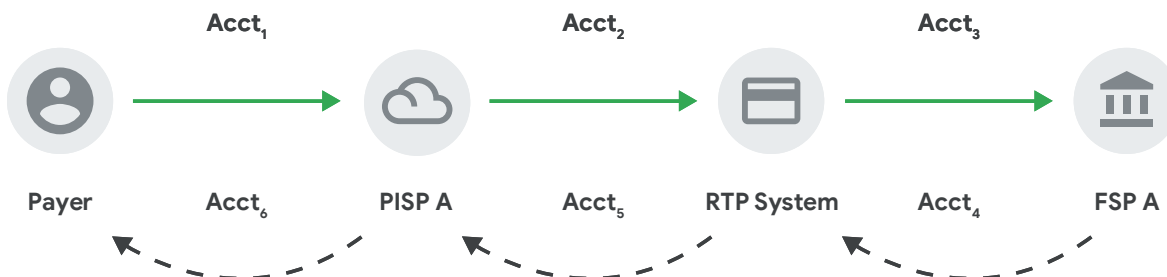 Acct₁ Acct₂ Acct₃
Payer Acct₆ PISP A Acct₅ RTP System Acct₄ FSP A